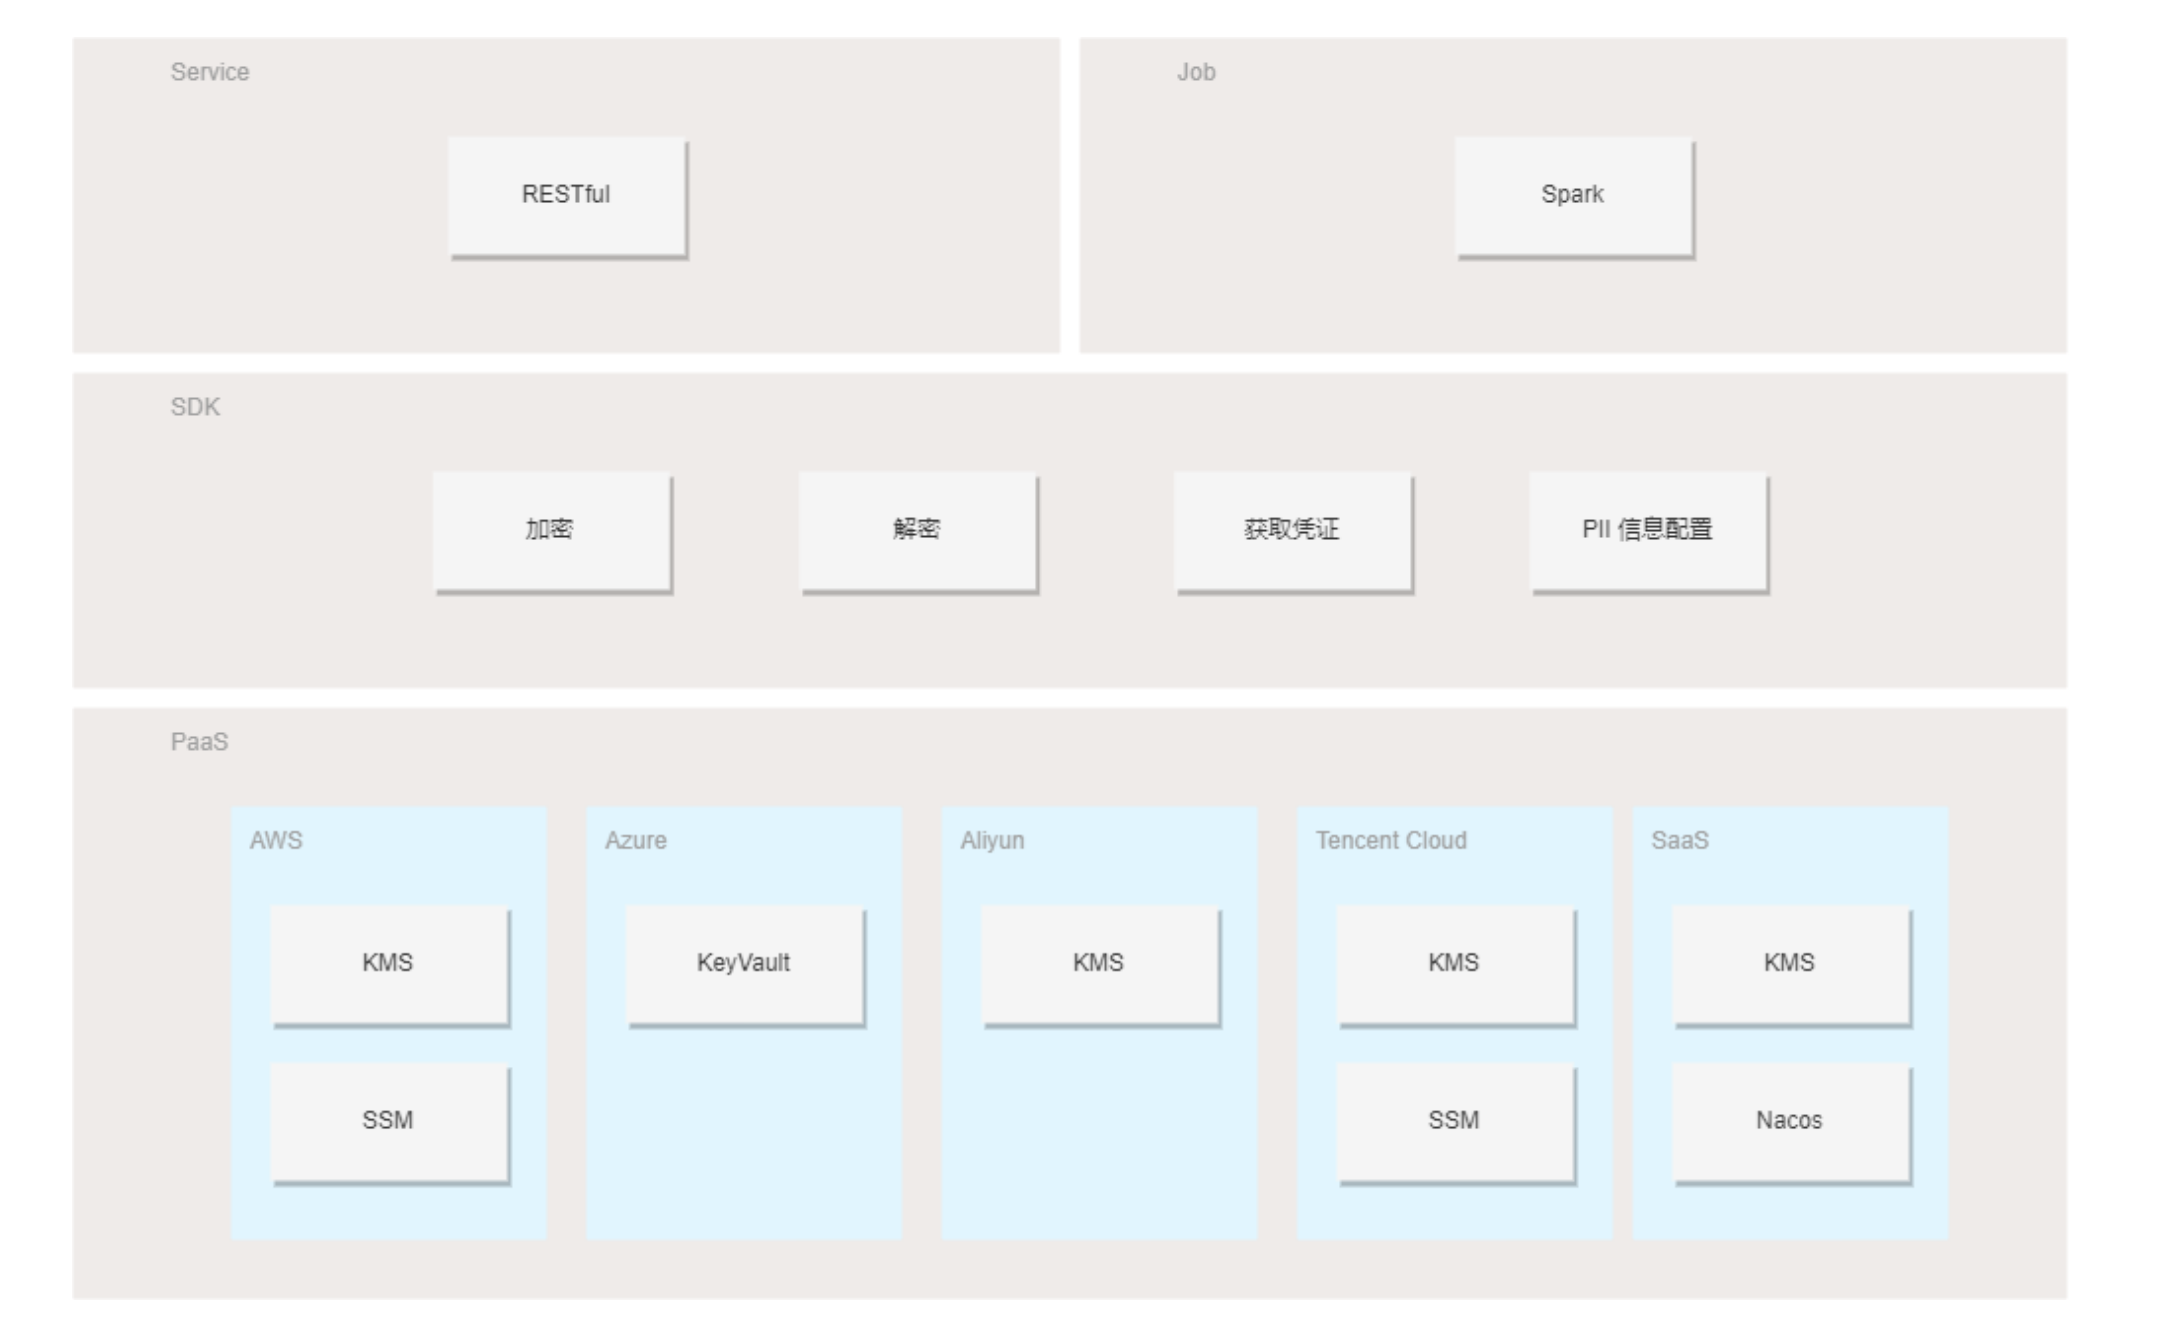 Service
Job
RESTful
Spark
SDK
加密
解密
获取凭证
PII 信息配置
PaaS
AWS
Azure
Aliyun
Tencent Cloud
SaaS
KMS
KeyVault
KMS
KMS
KMS
SSM
SSM
Nacos